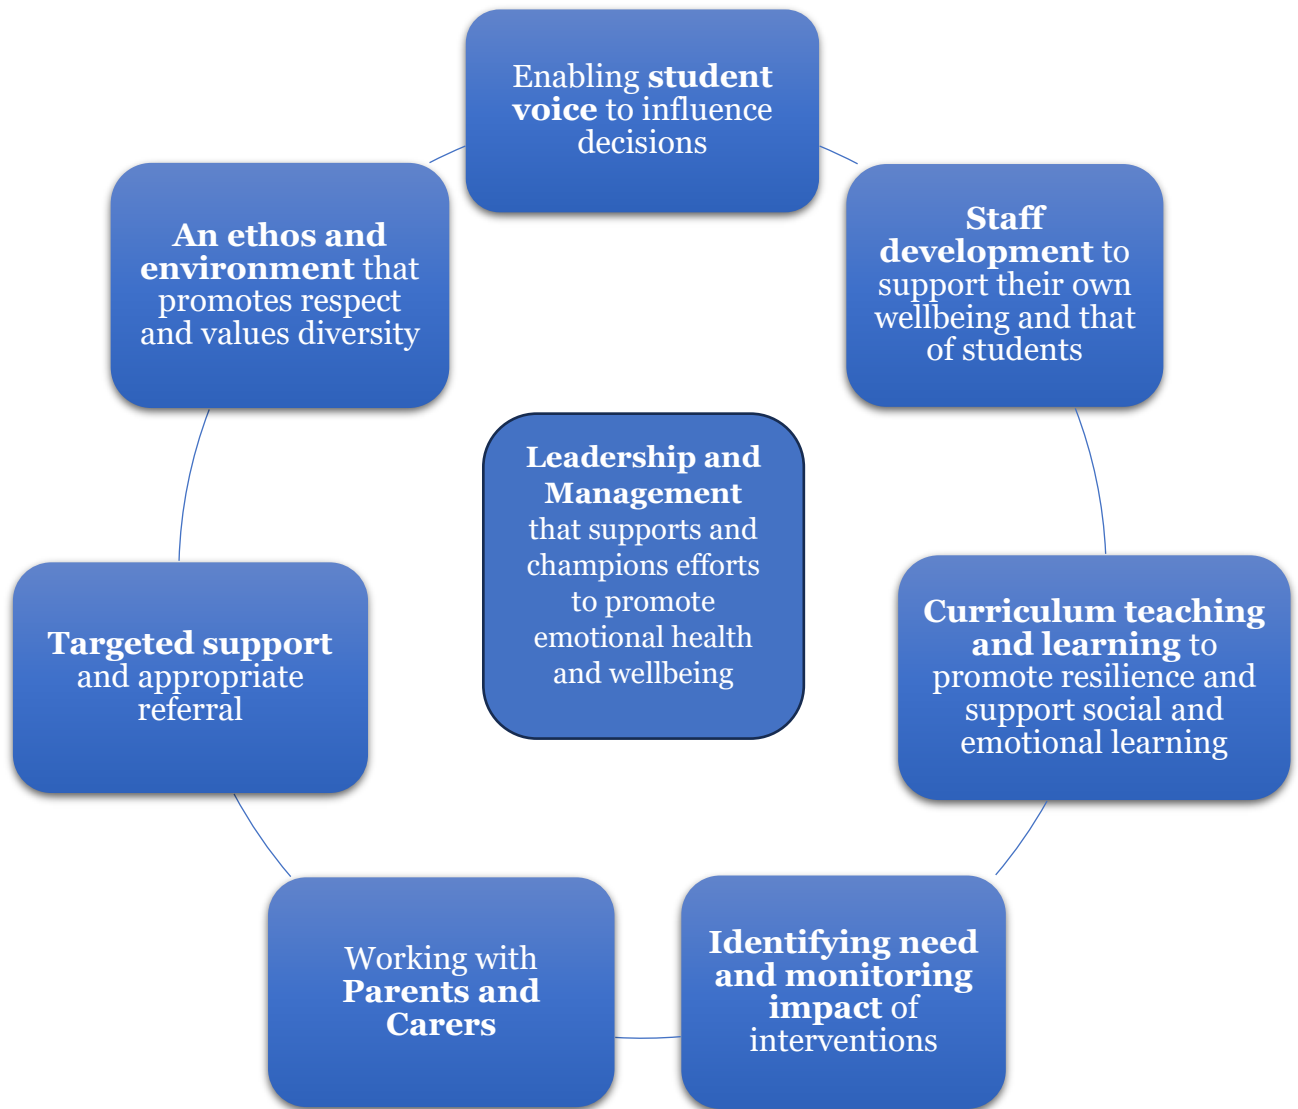 Enabling student
voice to influence
decisions
Staff
development to
support their own
wellbeing and that
of students
Curriculum teaching
and learning to
promote resilience and
support social and
emotional learning
Identifying need
and monitoring
impact of
interventions
Working with
Parents and
Carers
Targeted support
and appropriate
referral
An ethos and
environment that
promotes respect
and values diversity
Leadership and
Management
that supports and
champions efforts
to promote
emotional health
and wellbeing